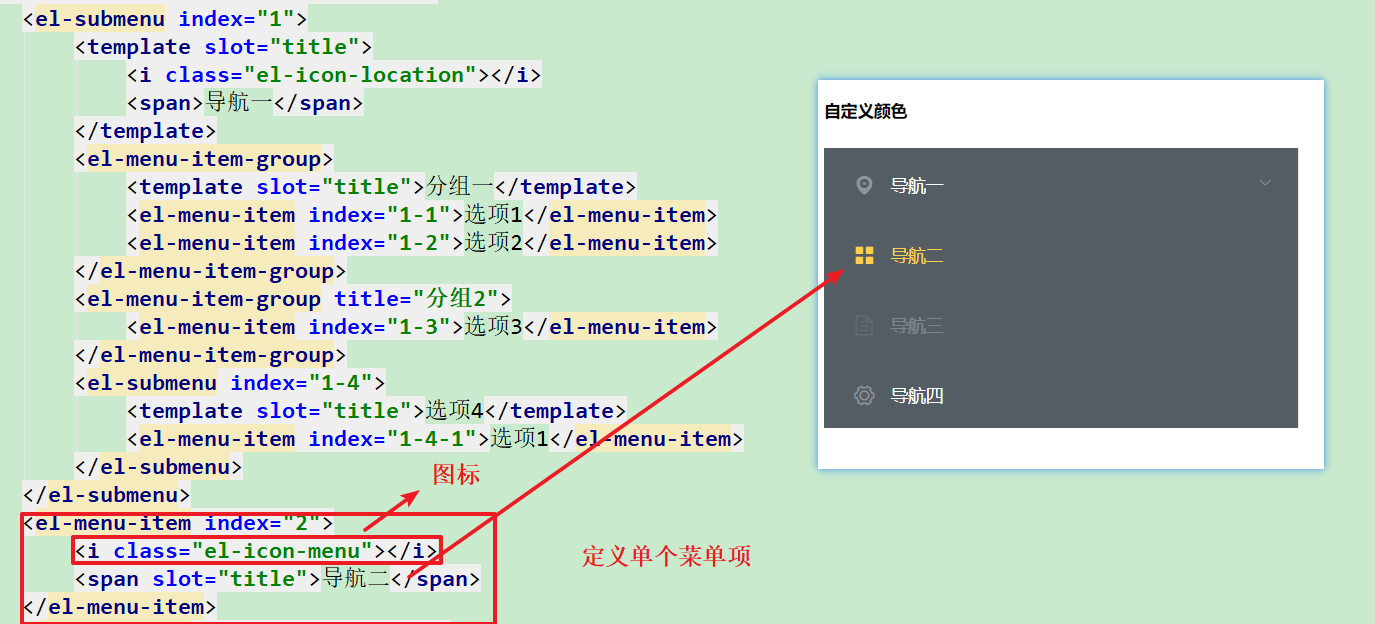 <el-submenu index="1">
<template slot="title">
<i class="el-icon-location"></i>
<span>导航一</span>
</template>
<el-menu-item-group>
<template slot="title">分组一</template>
<el-menu-item index="1-1">选项1</el-menu-item>
<el-menu-item index="1-2">选项2</el-menu-item>
</el-menu-item-group>
<el-menu-item-group title="分组2">
<el-menu-item index="1-3">选项3</el-menu-item>
</el-menu-item-group>
<el-submenu index="1-4">
<template slot="title">选项4</template>
<el-menu-item index="1-4-1">选项1</el-menu-item>
</el-submenu>
</el-submenu>
<el-menu-item index="2">
<i class="el-icon-menu"></i>
<span slot="title">导航二</span>
</el-menu-item>
图标
定义单个菜单项
自定义颜色
导航一
导航二
导航三
导航四